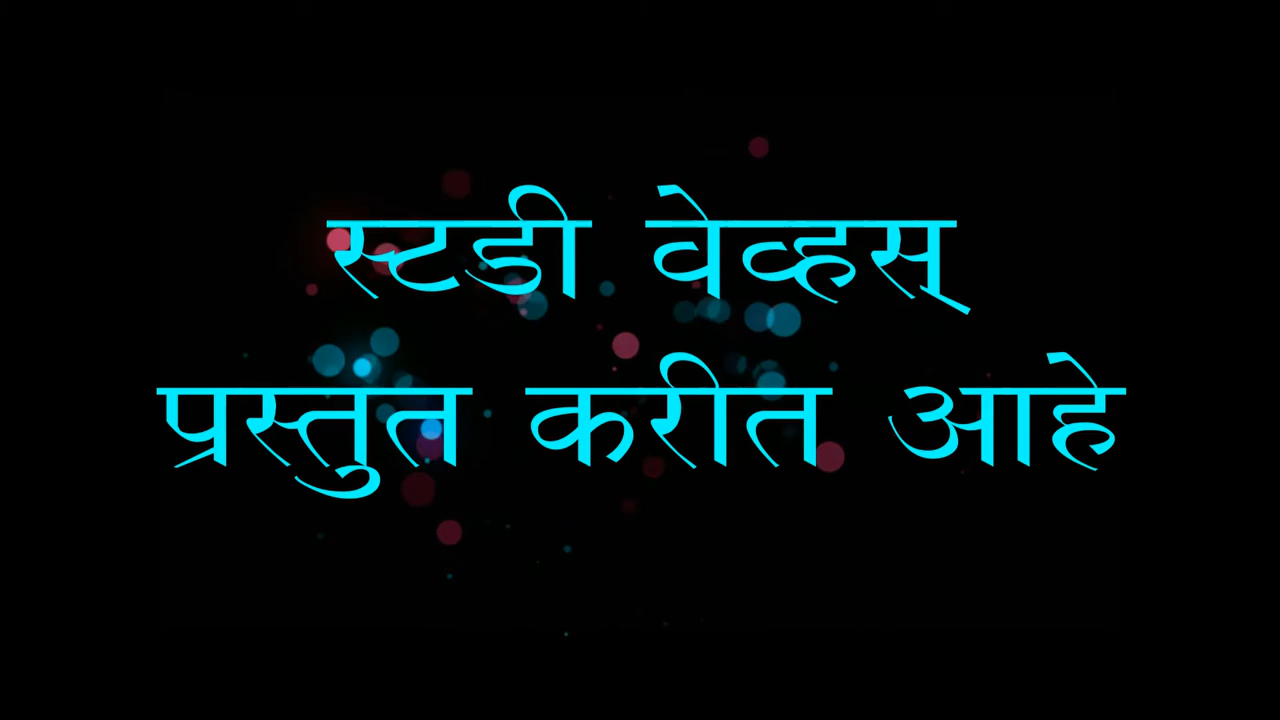 स्टडी वेव्हस्
प्रस्तुत करीत आहे